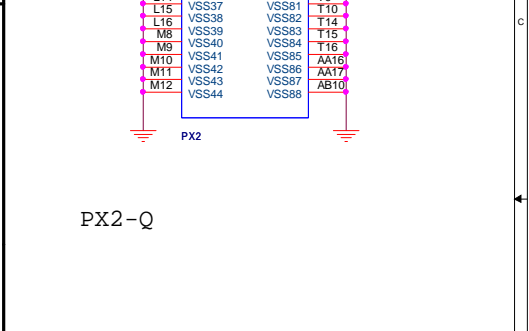 L15 VSS37 VSS81 T10
L16 VSS38 VSS82 T14
M8 VSS39 VSS83 T15
M9 VSS40 VSS84 T16
M10 VSS41 VSS85 AA16
M11 VSS42 VSS86 AA17
M12 VSS43 VSS87 AB10
VSS44 VSS88
PX2
PX2-Q
C